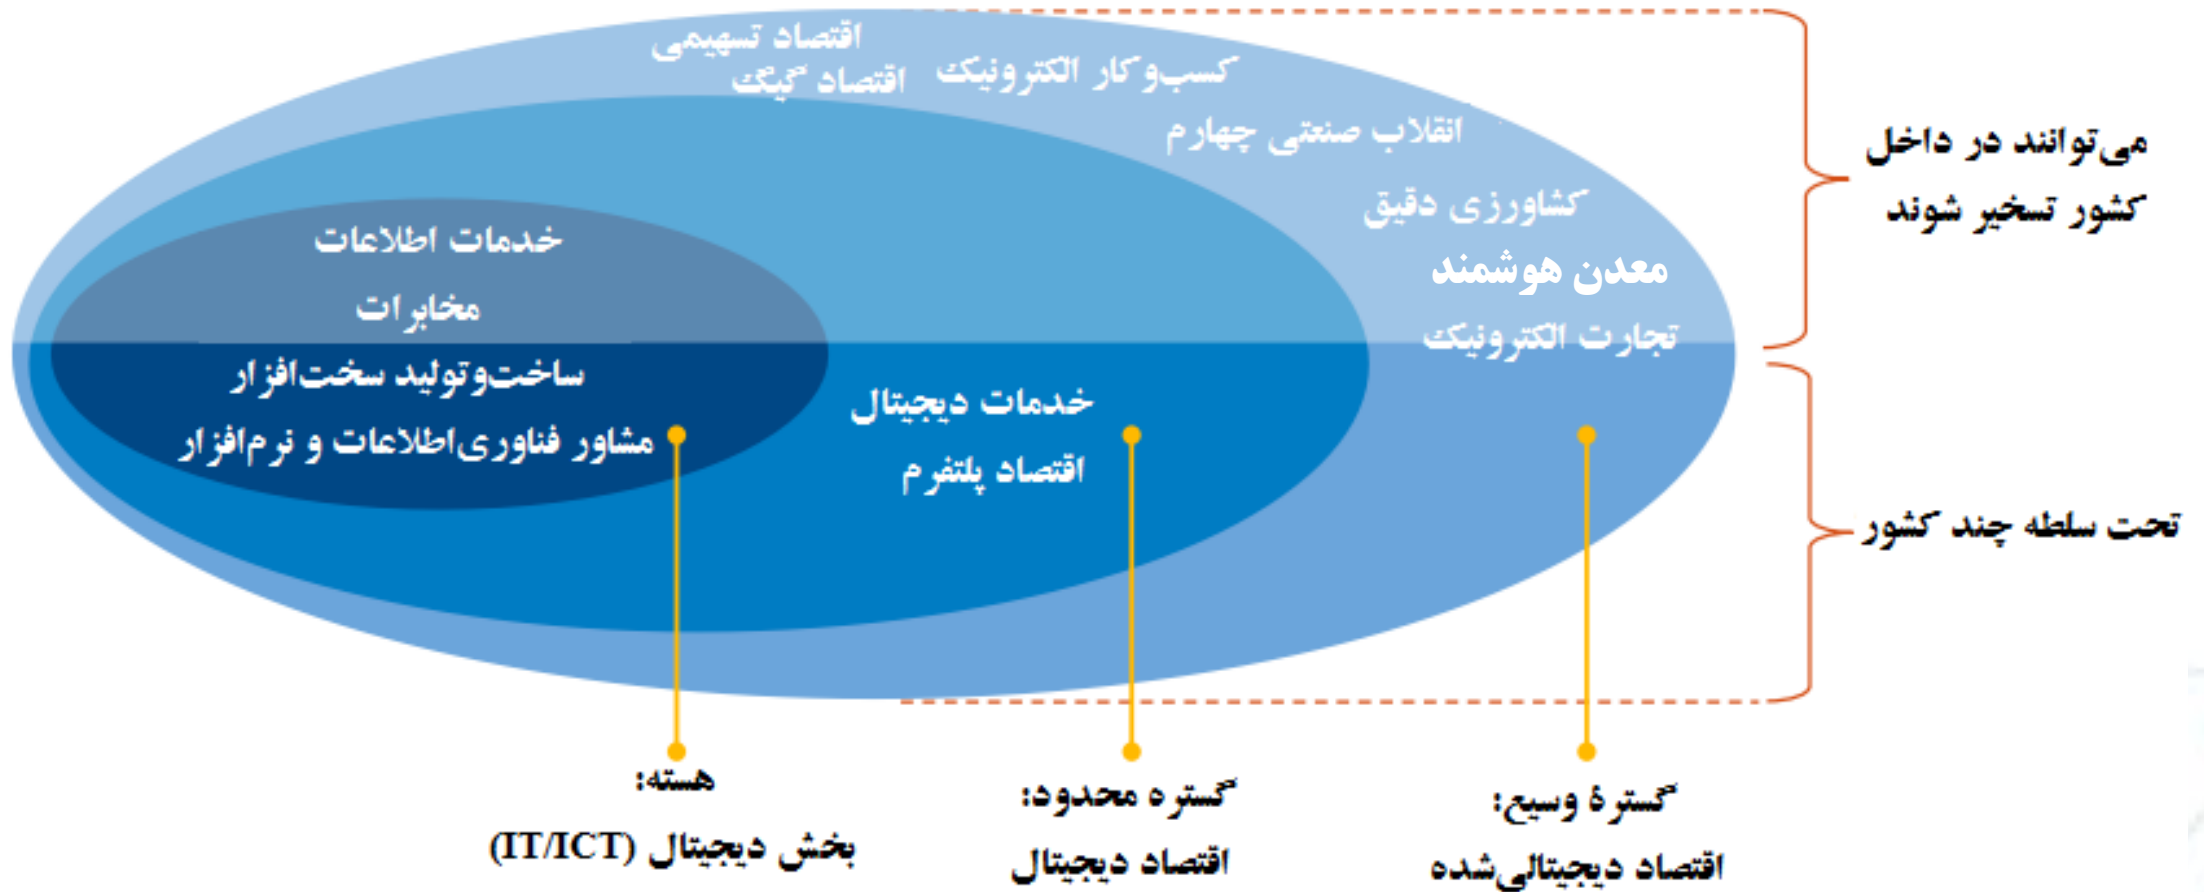 اقتصاد تسهیمی
اقتصاد گیگ
کسب‌وکار الکترونیک
انقلاب صنعتی چهارم
کشاورزی دقیق
معدن هوشمند
تجارت الکترونیک
خدمات اطلاعات
مخابرات
ساخت‌وتولید سخت‌افزار
مشاور فناوری‌اطلاعات و نرم‌افزار
خدمات دیجیتال
اقتصاد پلتفرم
می‌توانند در داخل
کشور تسخیر شوند
تحت سلطه چند کشور
گسترۀ وسیع:
اقتصاد دیجیتالی‌شده
گستره محدود:
اقتصاد دیجیتال
هسته:
بخش دیجیتال (IT/ICT)